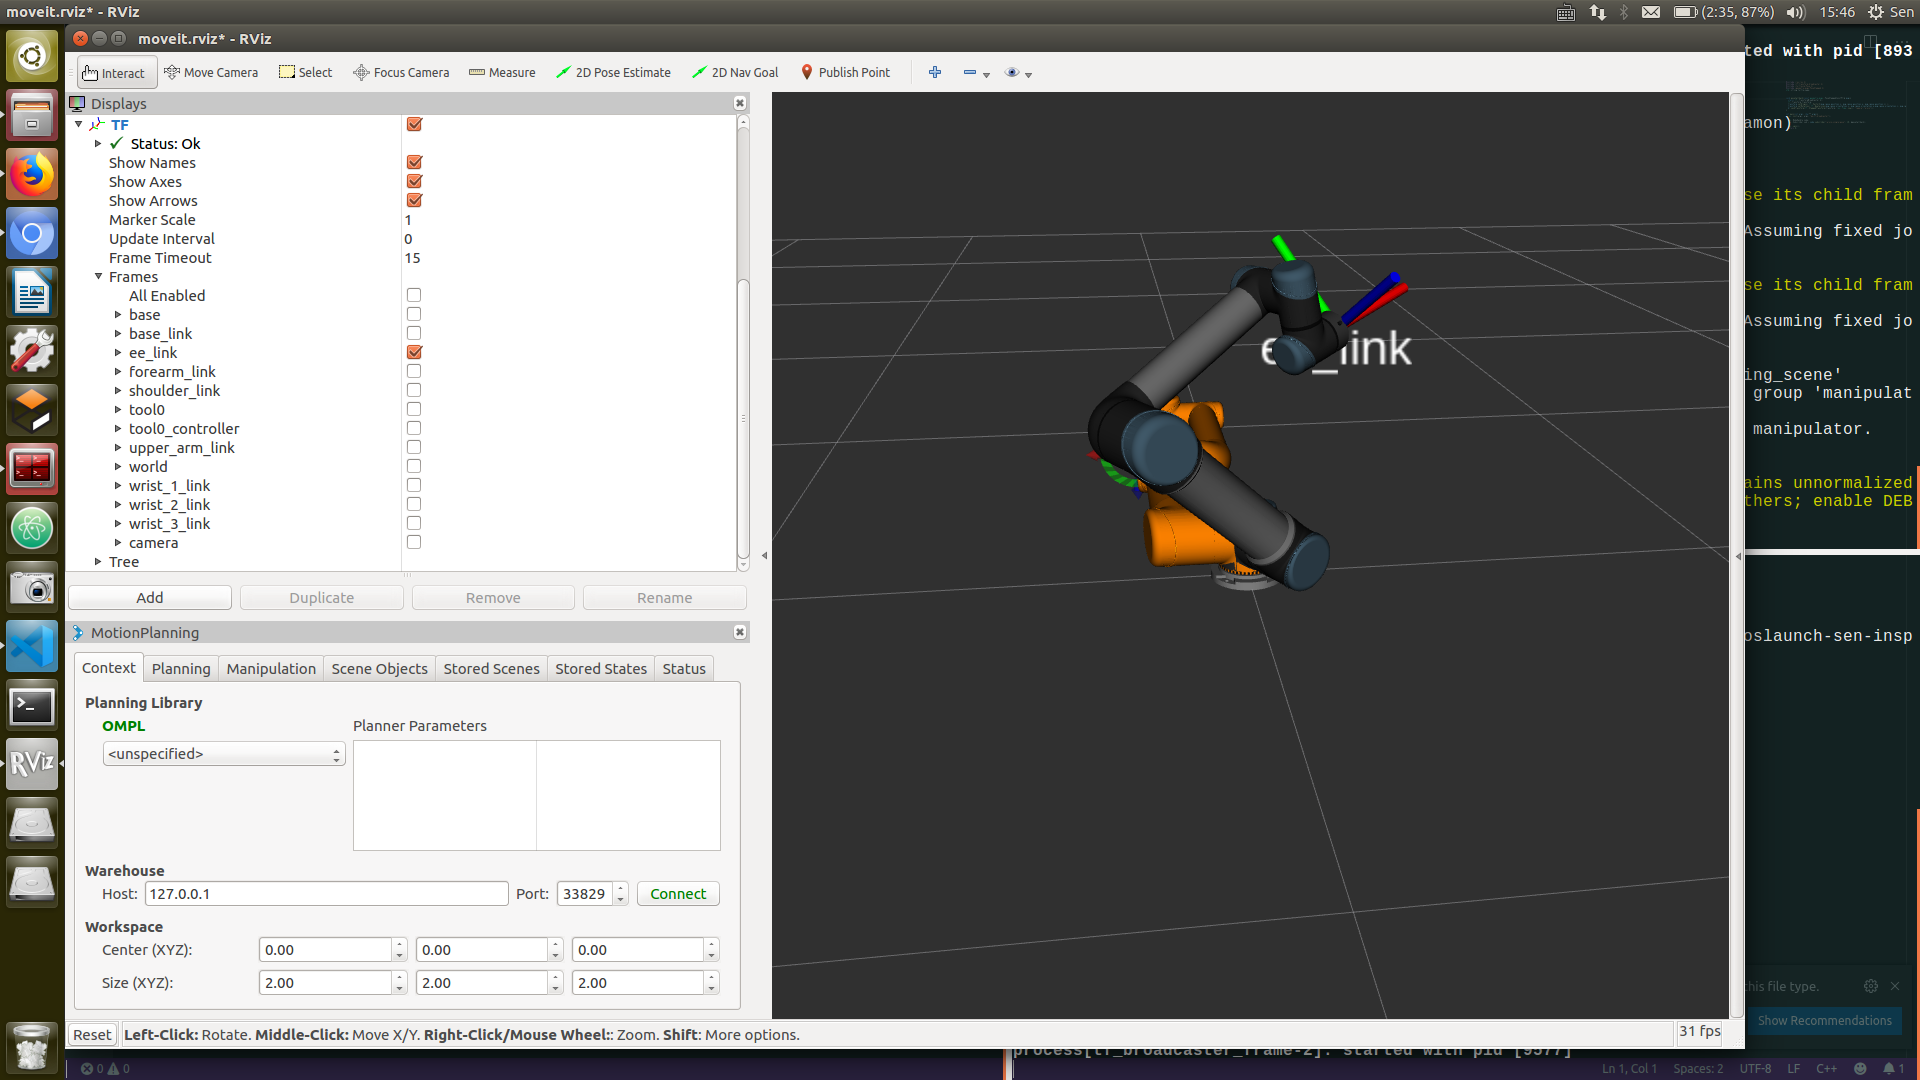 moveit.rviz* - RViz
(2:35, 87%) 15:46 Sen
moveit.rviz* - RViz
Interact Move Camera Select Focus Camera Measure 2D Pose Estimate 2D Nav Goal Publish Point
Displays
TF
Status: Ok
Show Names
Show Axes
Show Arrows
Marker Scale 1
Update Interval 0
Frame Timeout 15
Frames
All Enabled
base
base_link
ee_link
forearm_link
shoulder_link
tool0
tool0_controller
upper_arm_link
world
wrist_1_link
wrist_2_link
wrist_3_link
camera
Tree
Add Duplicate Remove Rename
MotionPlanning
Context Planning Manipulation Scene Objects Stored Scenes Stored States Status
Planning Library
OMPL Planner Parameters
<unspecified>
Warehouse
Host: 127.0.0.1 Port: 33829 Connect
Workspace
Center (XYZ): 0.00 0.00 0.00
Size (XYZ): 2.00 2.00 2.00
Reset Left-Click: Rotate. Middle-Click: Move X/Y. Right-Click/Mouse Wheel:: Zoom. Shift: More options. 31 fps
RViz
ee_link
ted with pid [893
amon)
se its child fram
Assuming fixed jo
se its child fram
Assuming fixed jo
ing_scene'
group 'manipulat
manipulator.
ains unnormalized
thers; enable DEB
oslaunch-sen-insp
this file type.
Show Recommendations
process[tf_broadcaster_frame-2]: started with pid [9577]
0 0 Ln 1, Col 1 Spaces: 2 UTF-8 LF C++ 1